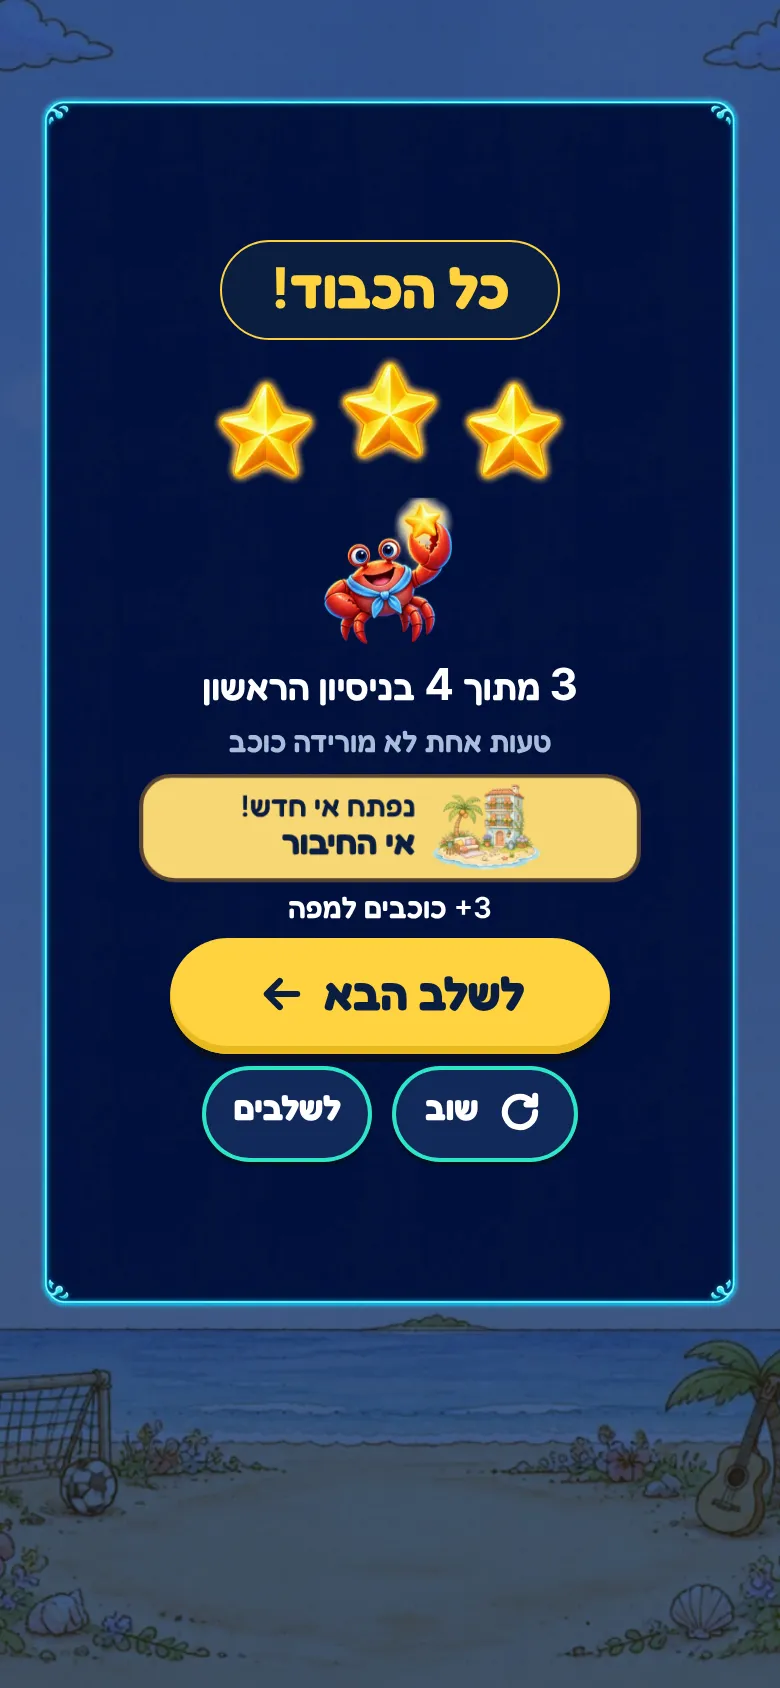 כל הכבוד!
3 מתוך 4 בניסיון הראשון
טעות אחת לא מורידה כוכב
נפתח אי חדש!
אי החיבור
+3 כוכבים למפה
לשלב הבא ←
שוב
לשלבים